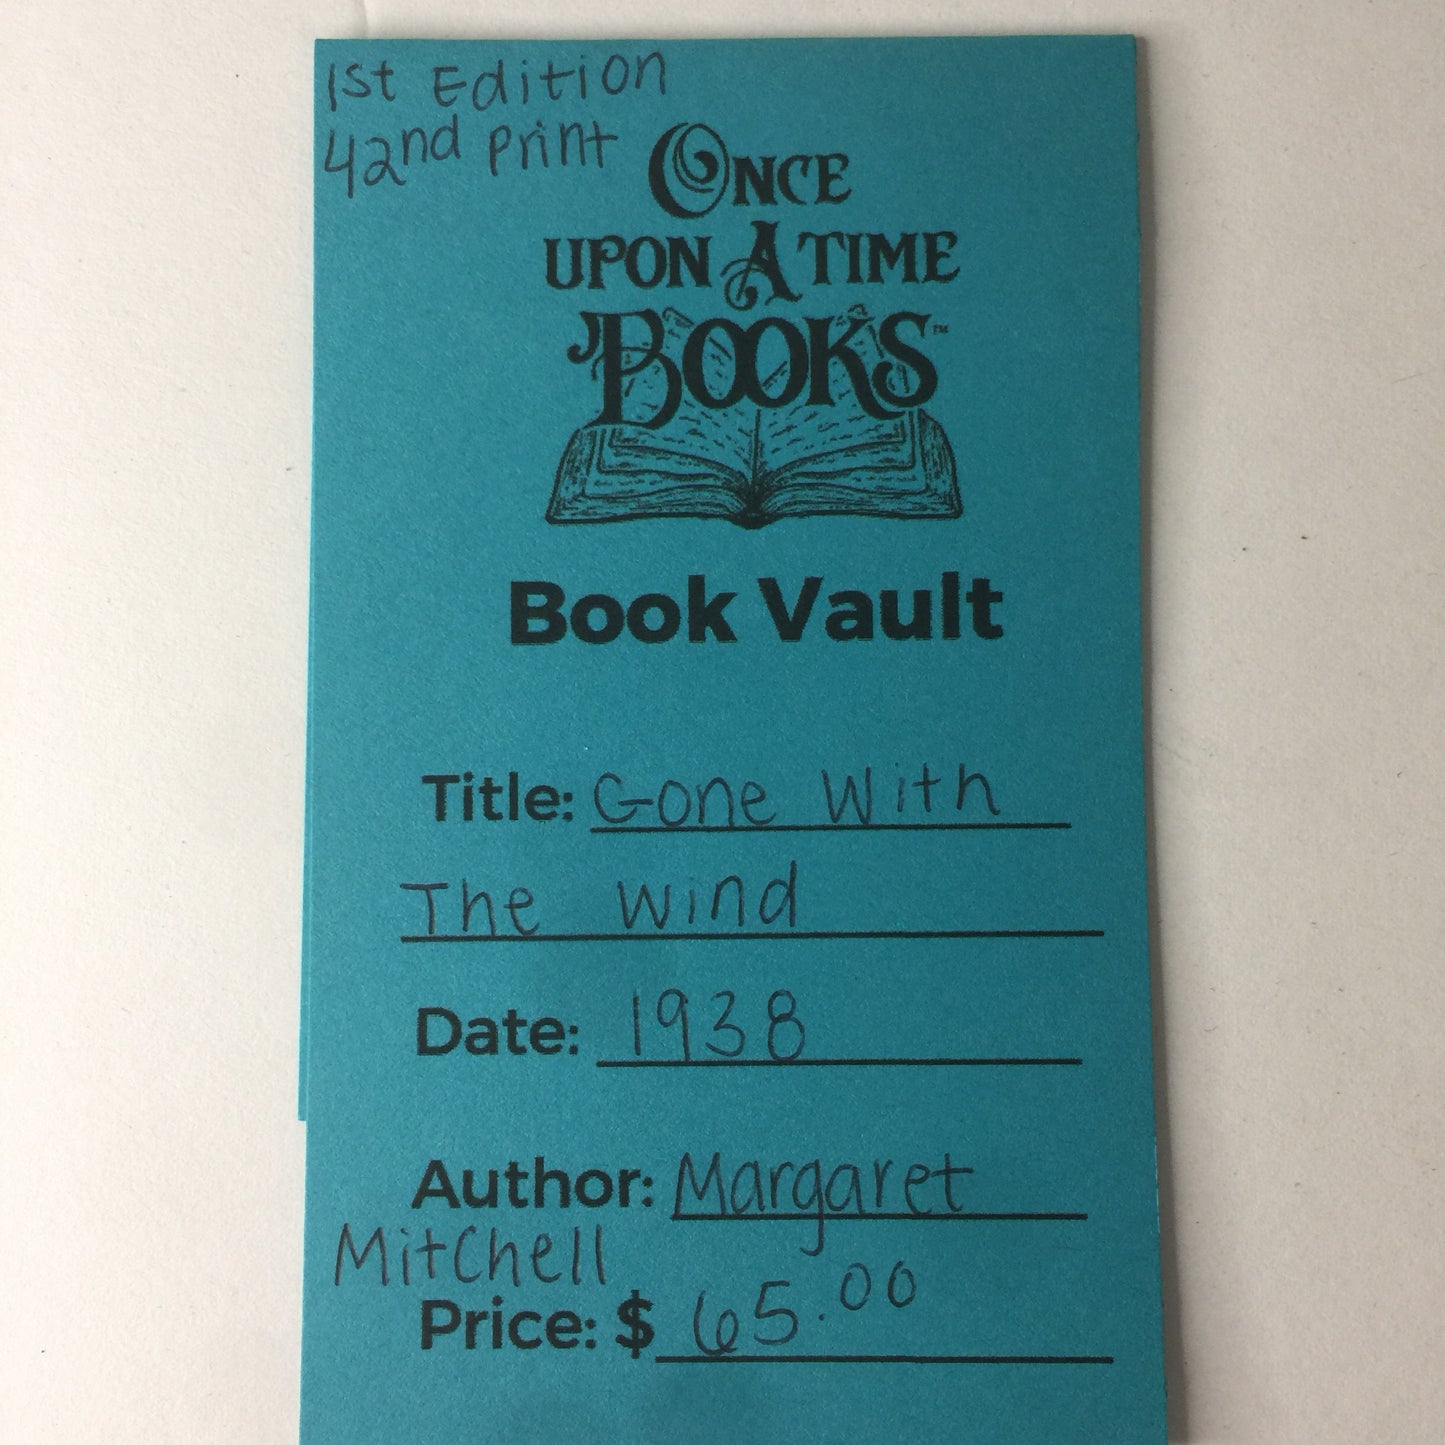 1st Edition
42nd print
ONCE
UPON A TIME
BOOKS™
Book Vault
Title: Gone With
The Wind
Date: 1938
Author: Margaret
Mitchell
Price: $ 65.00